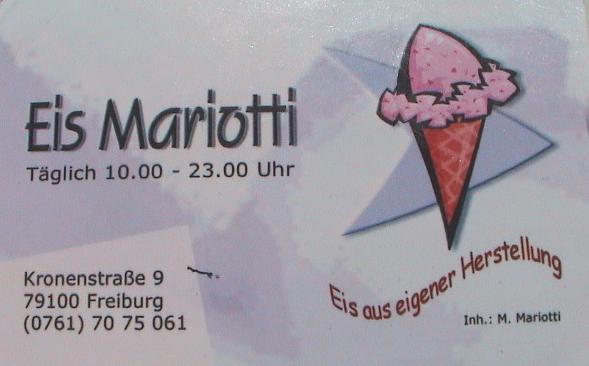 Eis Mariotti
Täglich 10.00 - 23.00 Uhr
Kronenstraße 9
79100 Freiburg
(0761) 70 75 061
Eis aus eigener Herstellung
Inh.: M. Mariotti